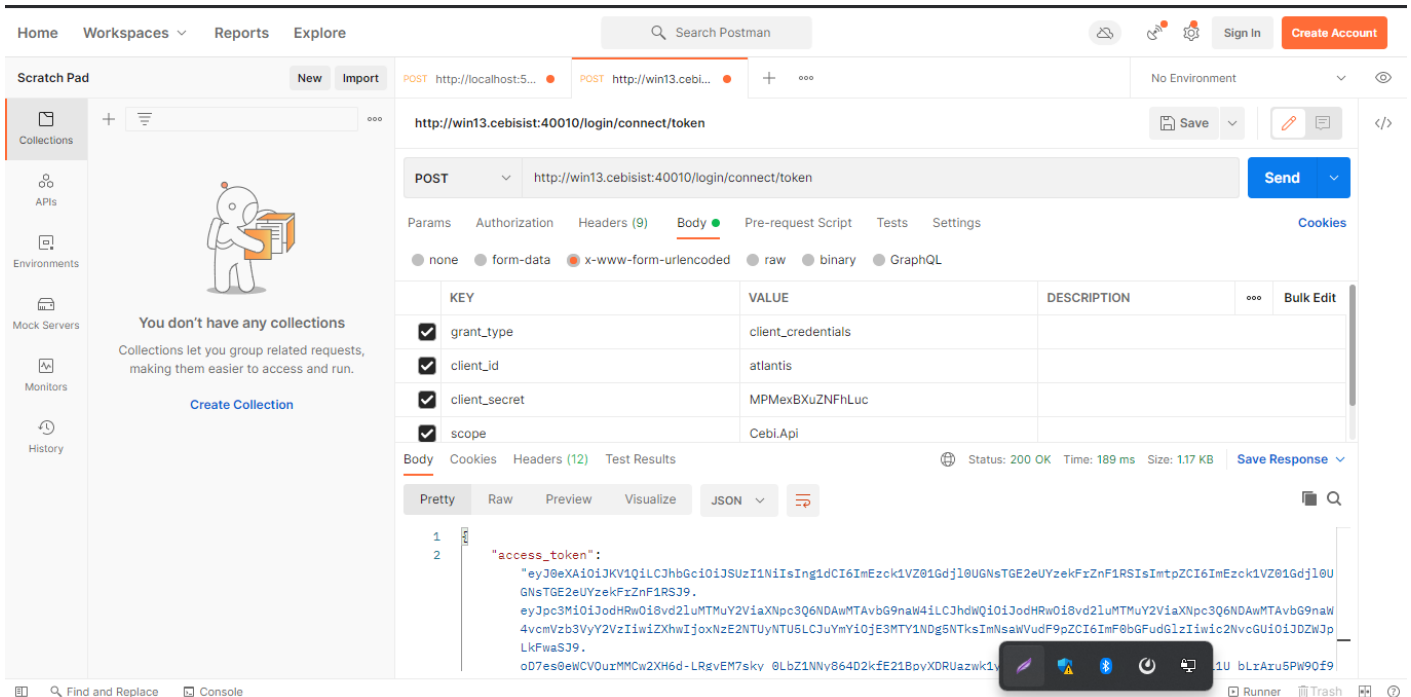 Home Workspaces Reports Explore Search Postman Sign In Create Account
Scratch Pad New Import POST http://localhost:5... POST http://win13.cebi... No Environment
Collections
http://win13.cebisist:40010/login/connect/token Save
POST http://win13.cebisist:40010/login/connect/token Send
APIs
Params Authorization Headers (9) Body Pre-request Script Tests Settings Cookies
Environments
none form-data x-www-form-urlencoded raw binary GraphQL
KEY VALUE DESCRIPTION Bulk Edit
Mock Servers
You don't have any collections
grant_type client_credentials
Collections let you group related requests,
making them easier to access and run.
client_id atlantis
Monitors
Create Collection
client_secret MPMexBXuZNFhLuc
History
scope Cebi.Api
Body Cookies Headers (12) Test Results Status: 200 OK Time: 189 ms Size: 1.17 KB Save Response
Pretty Raw Preview Visualize JSON
1 {
2 "access_token":
GNsTGE2eUYzekFrZnF1RSJ9.
LkFwaSJ9.
Find and Replace Console Runner Trash